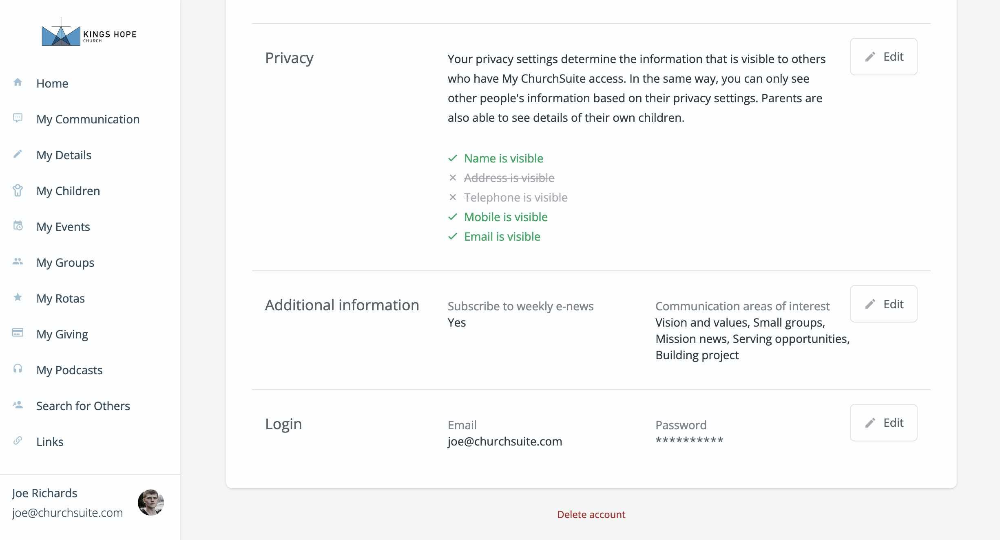 KINGS HOPE
CHURCH
Home
My Communication
My Details
My Children
My Events
My Groups
My Rotas
My Giving
My Podcasts
Search for Others
Links
Joe Richards
joe@churchsuite.com
Privacy
Your privacy settings determine the information that is visible to others
who have My ChurchSuite access. In the same way, you can only see
other people's information based on their privacy settings. Parents are
also able to see details of their own children.
Name is visible
Address is visible
Telephone is visible
Mobile is visible
Email is visible
Edit
Additional information
Subscribe to weekly e-news
Yes
Communication areas of interest
Vision and values, Small groups,
Mission news, Serving opportunities,
Building project
Edit
Login
Email
joe@churchsuite.com
Password
**********
Edit
Delete account